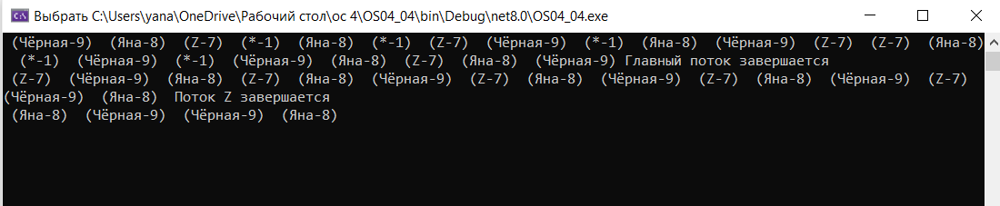 Выбрать C:\Users\yana\OneDrive\Рабочий стол\ос 4\OS04_04\bin\Debug\net8.0\OS04_04.exe
(Чёрная-9) (Яна-8) (Z-7) (*-1) (Яна-8) (*-1) (Z-7) (Чёрная-9) (*-1) (Яна-8) (Чёрная-9) (Z-7) (Z-7) (Яна-8)
(*-1) (Чёрная-9) (*-1) (Чёрная-9) (Яна-8) (Z-7) (Яна-8) (Чёрная-9) Главный поток завершается
(Z-7) (Чёрная-9) (Яна-8) (Z-7) (Яна-8) (Чёрная-9) (Z-7) (Яна-8) (Чёрная-9) (Z-7) (Яна-8) (Чёрная-9) (Z-7)
(Чёрная-9) (Яна-8) Поток Z завершается
(Яна-8) (Чёрная-9) (Чёрная-9) (Яна-8)